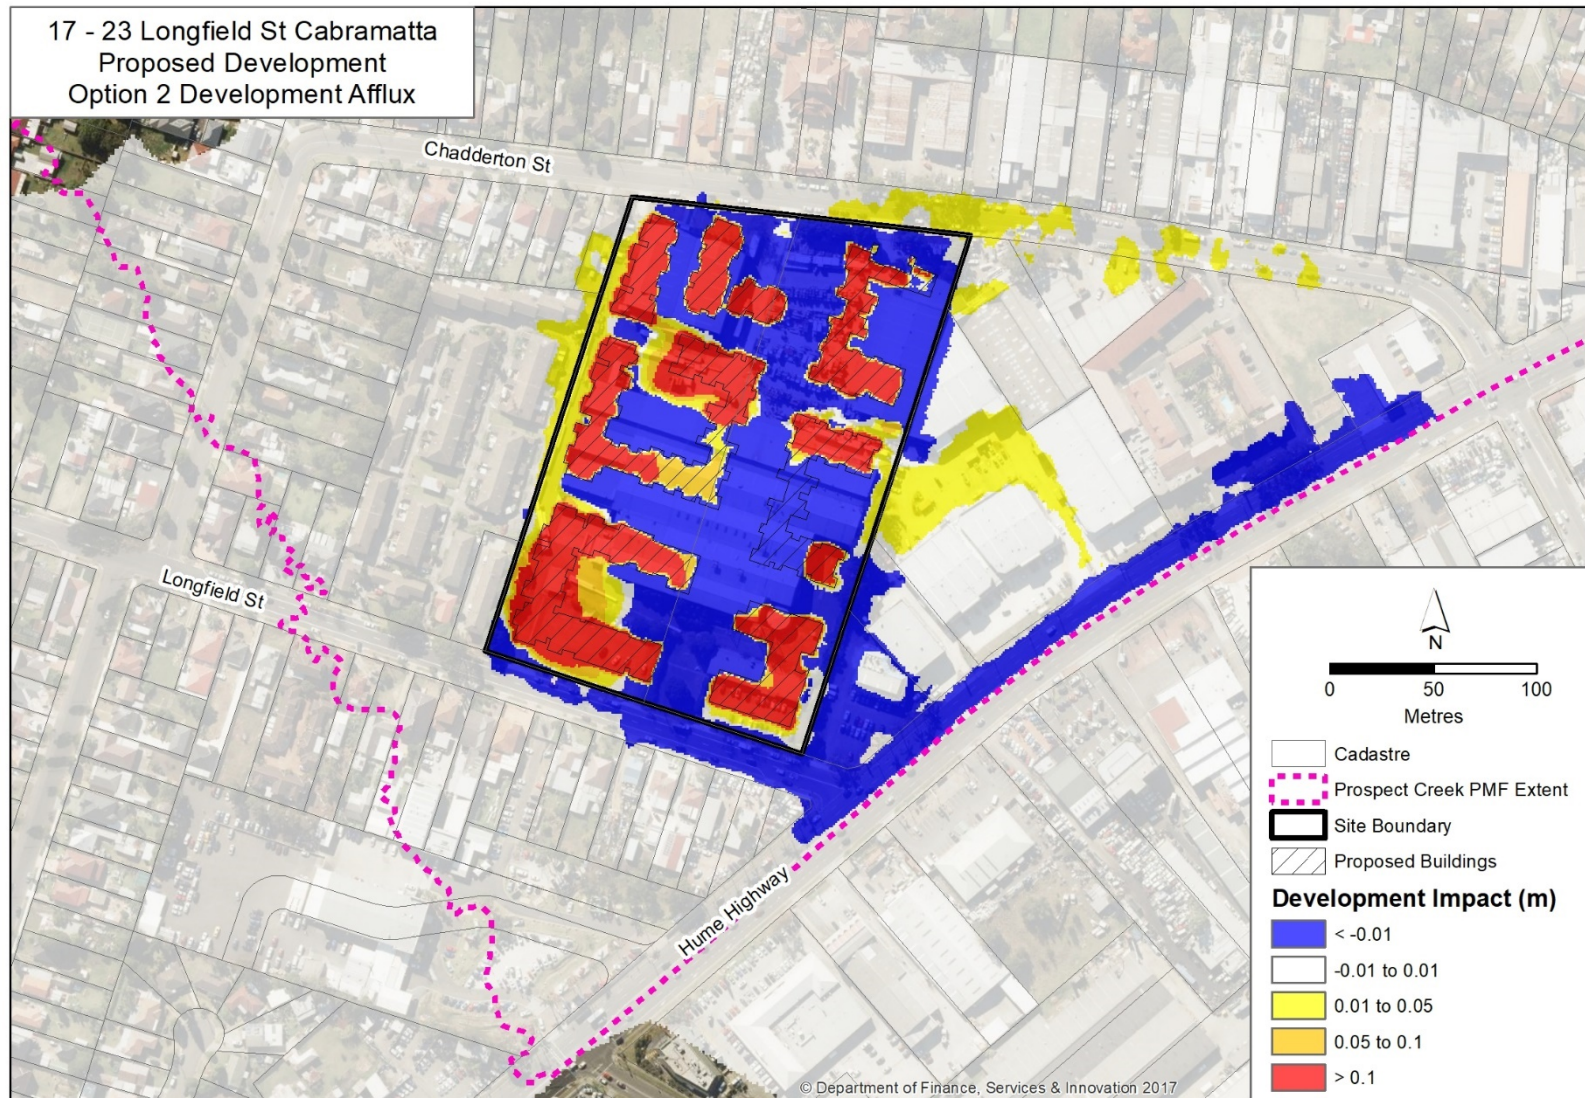 17 - 23 Longfield St Cabramatta
Proposed Development
Option 2 Development Afflux
Chadderton St
Longfield St
Hume Highway
N
0 50 100
Metres
Cadastre
Prospect Creek PMF Extent
Site Boundary
Proposed Buildings
Development Impact (m)
< -0.01
-0.01 to 0.01
0.01 to 0.05
0.05 to 0.1
> 0.1
© Department of Finance, Services & Innovation 2017